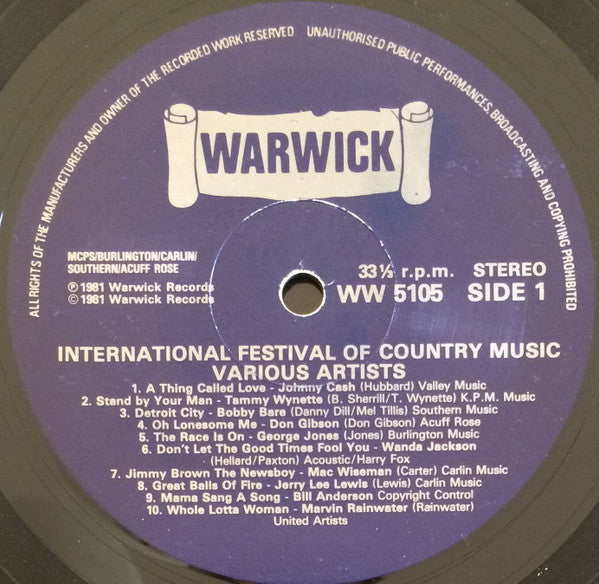 ALL RIGHTS OF THE MANUFACTURERS AND OWNER OF THE RECORDED WORK RESERVED UNAUTHORISED PUBLIC PERFORMANCES, BROADCASTING AND COPYING PROHIBITED
WARWICK
MCPS/BURLINGTON/CARLIN/
SOUTHERN/ACUFF ROSE
℗ 1981 Warwick Records
© 1981 Warwick Records
33⅓ r.p.m. STEREO
WW 5105 SIDE 1
INTERNATIONAL FESTIVAL OF COUNTRY MUSIC
VARIOUS ARTISTS
1. A Thing Called Love - Johnny Cash (Hubbard) Valley Music
2. Stand by Your Man - Tammy Wynette (B. Sherrill/T. Wynette) K.P.M. Music
3. Detroit City - Bobby Bare (Danny Dill/Mel Tillis) Southern Music
4. Oh Lonesome Me - Don Gibson (Don Gibson) Acuff Rose
5. The Race Is On - George Jones (Jones) Burlington Music
6. Don't Let The Good Times Fool You - Wanda Jackson
(Hellard/Paxton) Acoustic/Harry Fox
7. Jimmy Brown The Newsboy - Mac Wiseman (Carter) Carlin Music
8. Great Balls Of Fire - Jerry Lee Lewis (Lewis) Carlin Music
9. Mama Sang A Song - Bill Anderson Copyright Control
10. Whole Lotta Woman - Marvin Rainwater (Rainwater)
United Artists